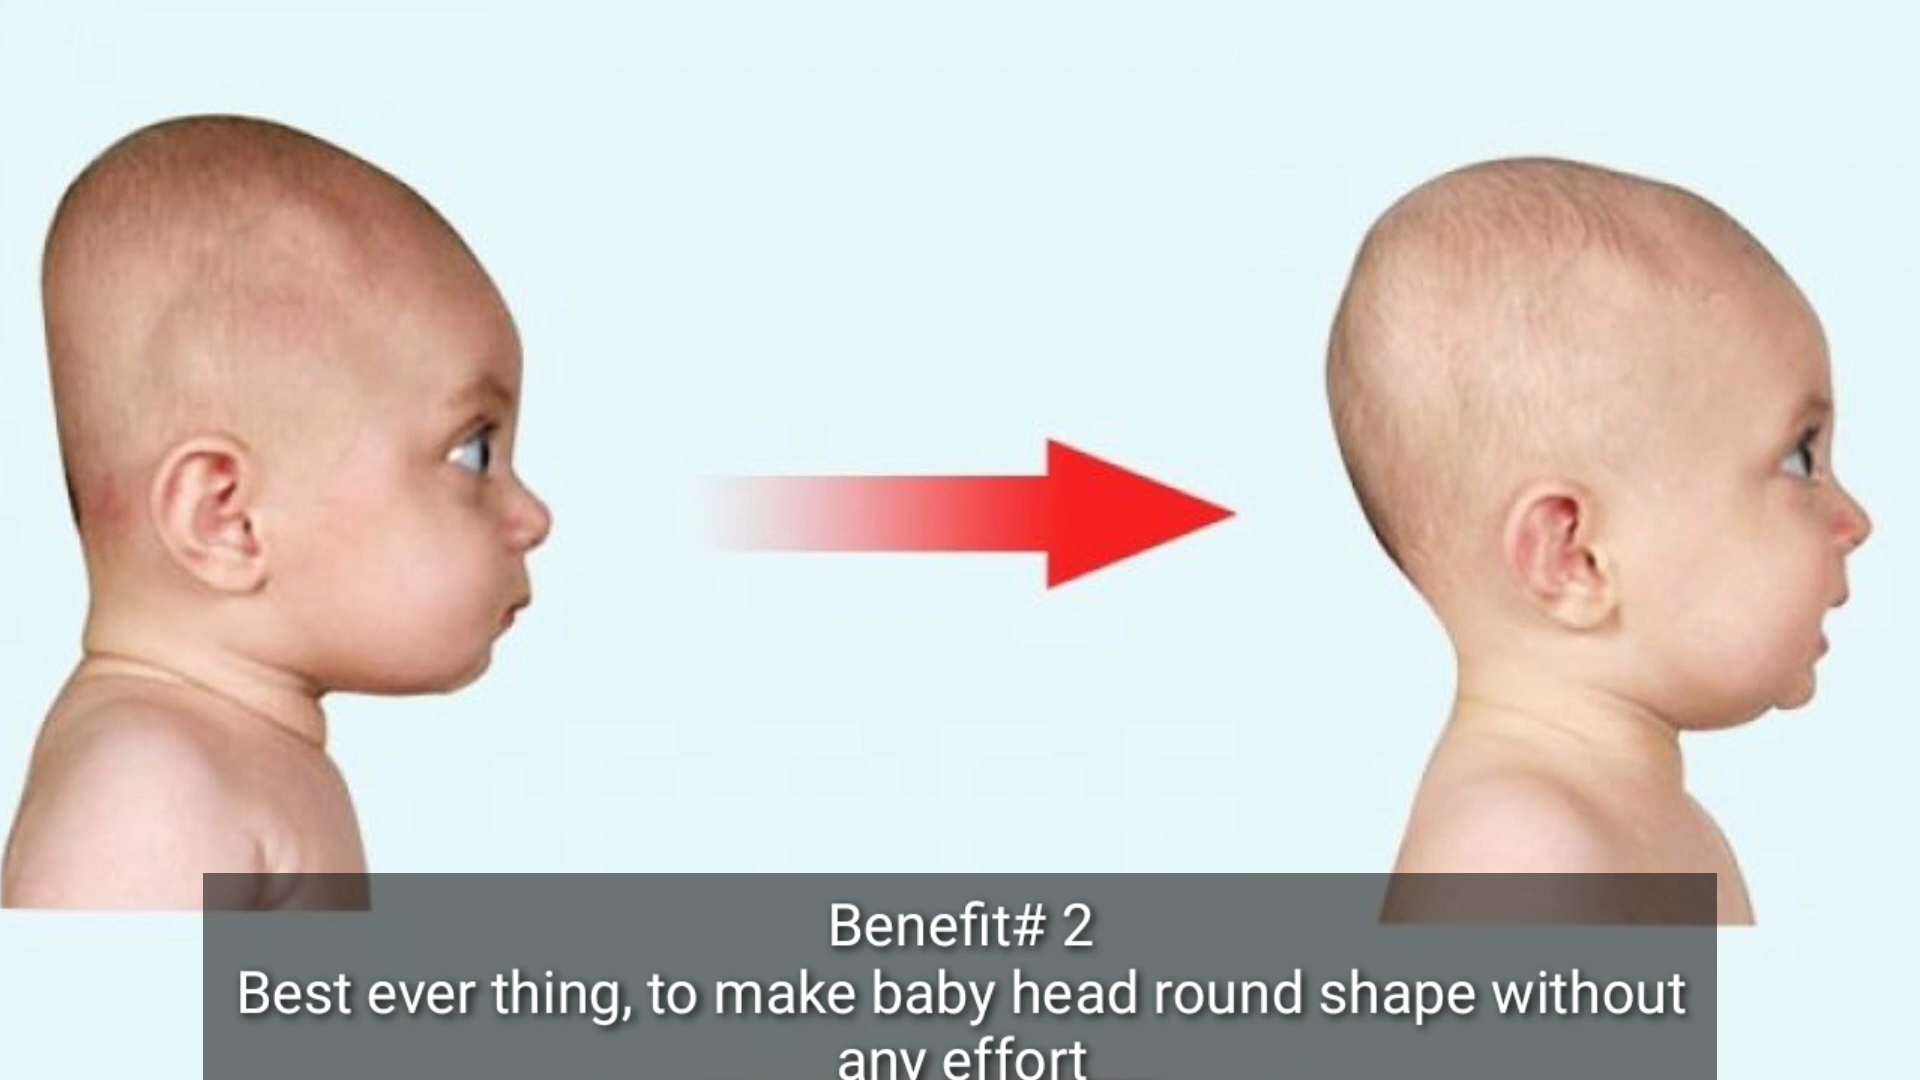 Benefit# 2
Best ever thing, to make baby head round shape without
any effort